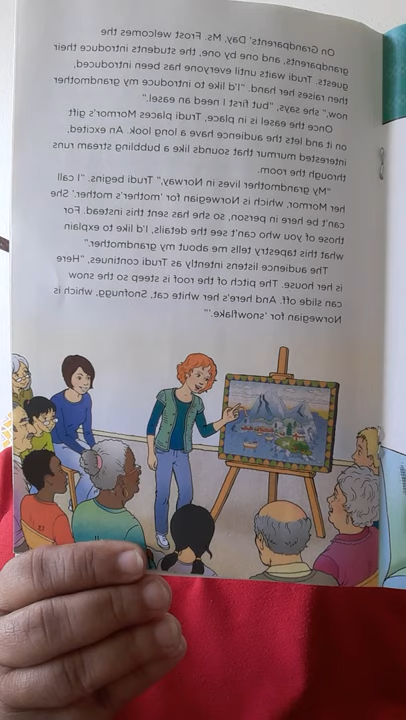 On Grandparents' Day, Ms. Frost welcomes the
grandparents, and one by one, the students introduce their
guests. Trudi waits until everyone has been introduced,
then raises her hand. "I'd like to introduce my grandmother
now," she says, "but first I need an easel."
Once the easel is in place, Trudi places Mormor's gift
on it and lets the audience have a long look. An excited,
interested murmur that sounds like a bubbling stream runs
through the room.
"My grandmother lives in Norway," Trudi begins. "I call
her Mormor, which is Norwegian for 'mother's mother.' She
can't be here in person, so she has sent this instead. For
those of you who can't see the details, I'd like to explain
what this tapestry tells me about my grandmother."
The audience listens intently as Trudi continues, "Here
is her house. The pitch of the roof is steep so the snow
can slide off. And here's her white cat, Snofnugg, which is
Norwegian for 'snowflake.'"